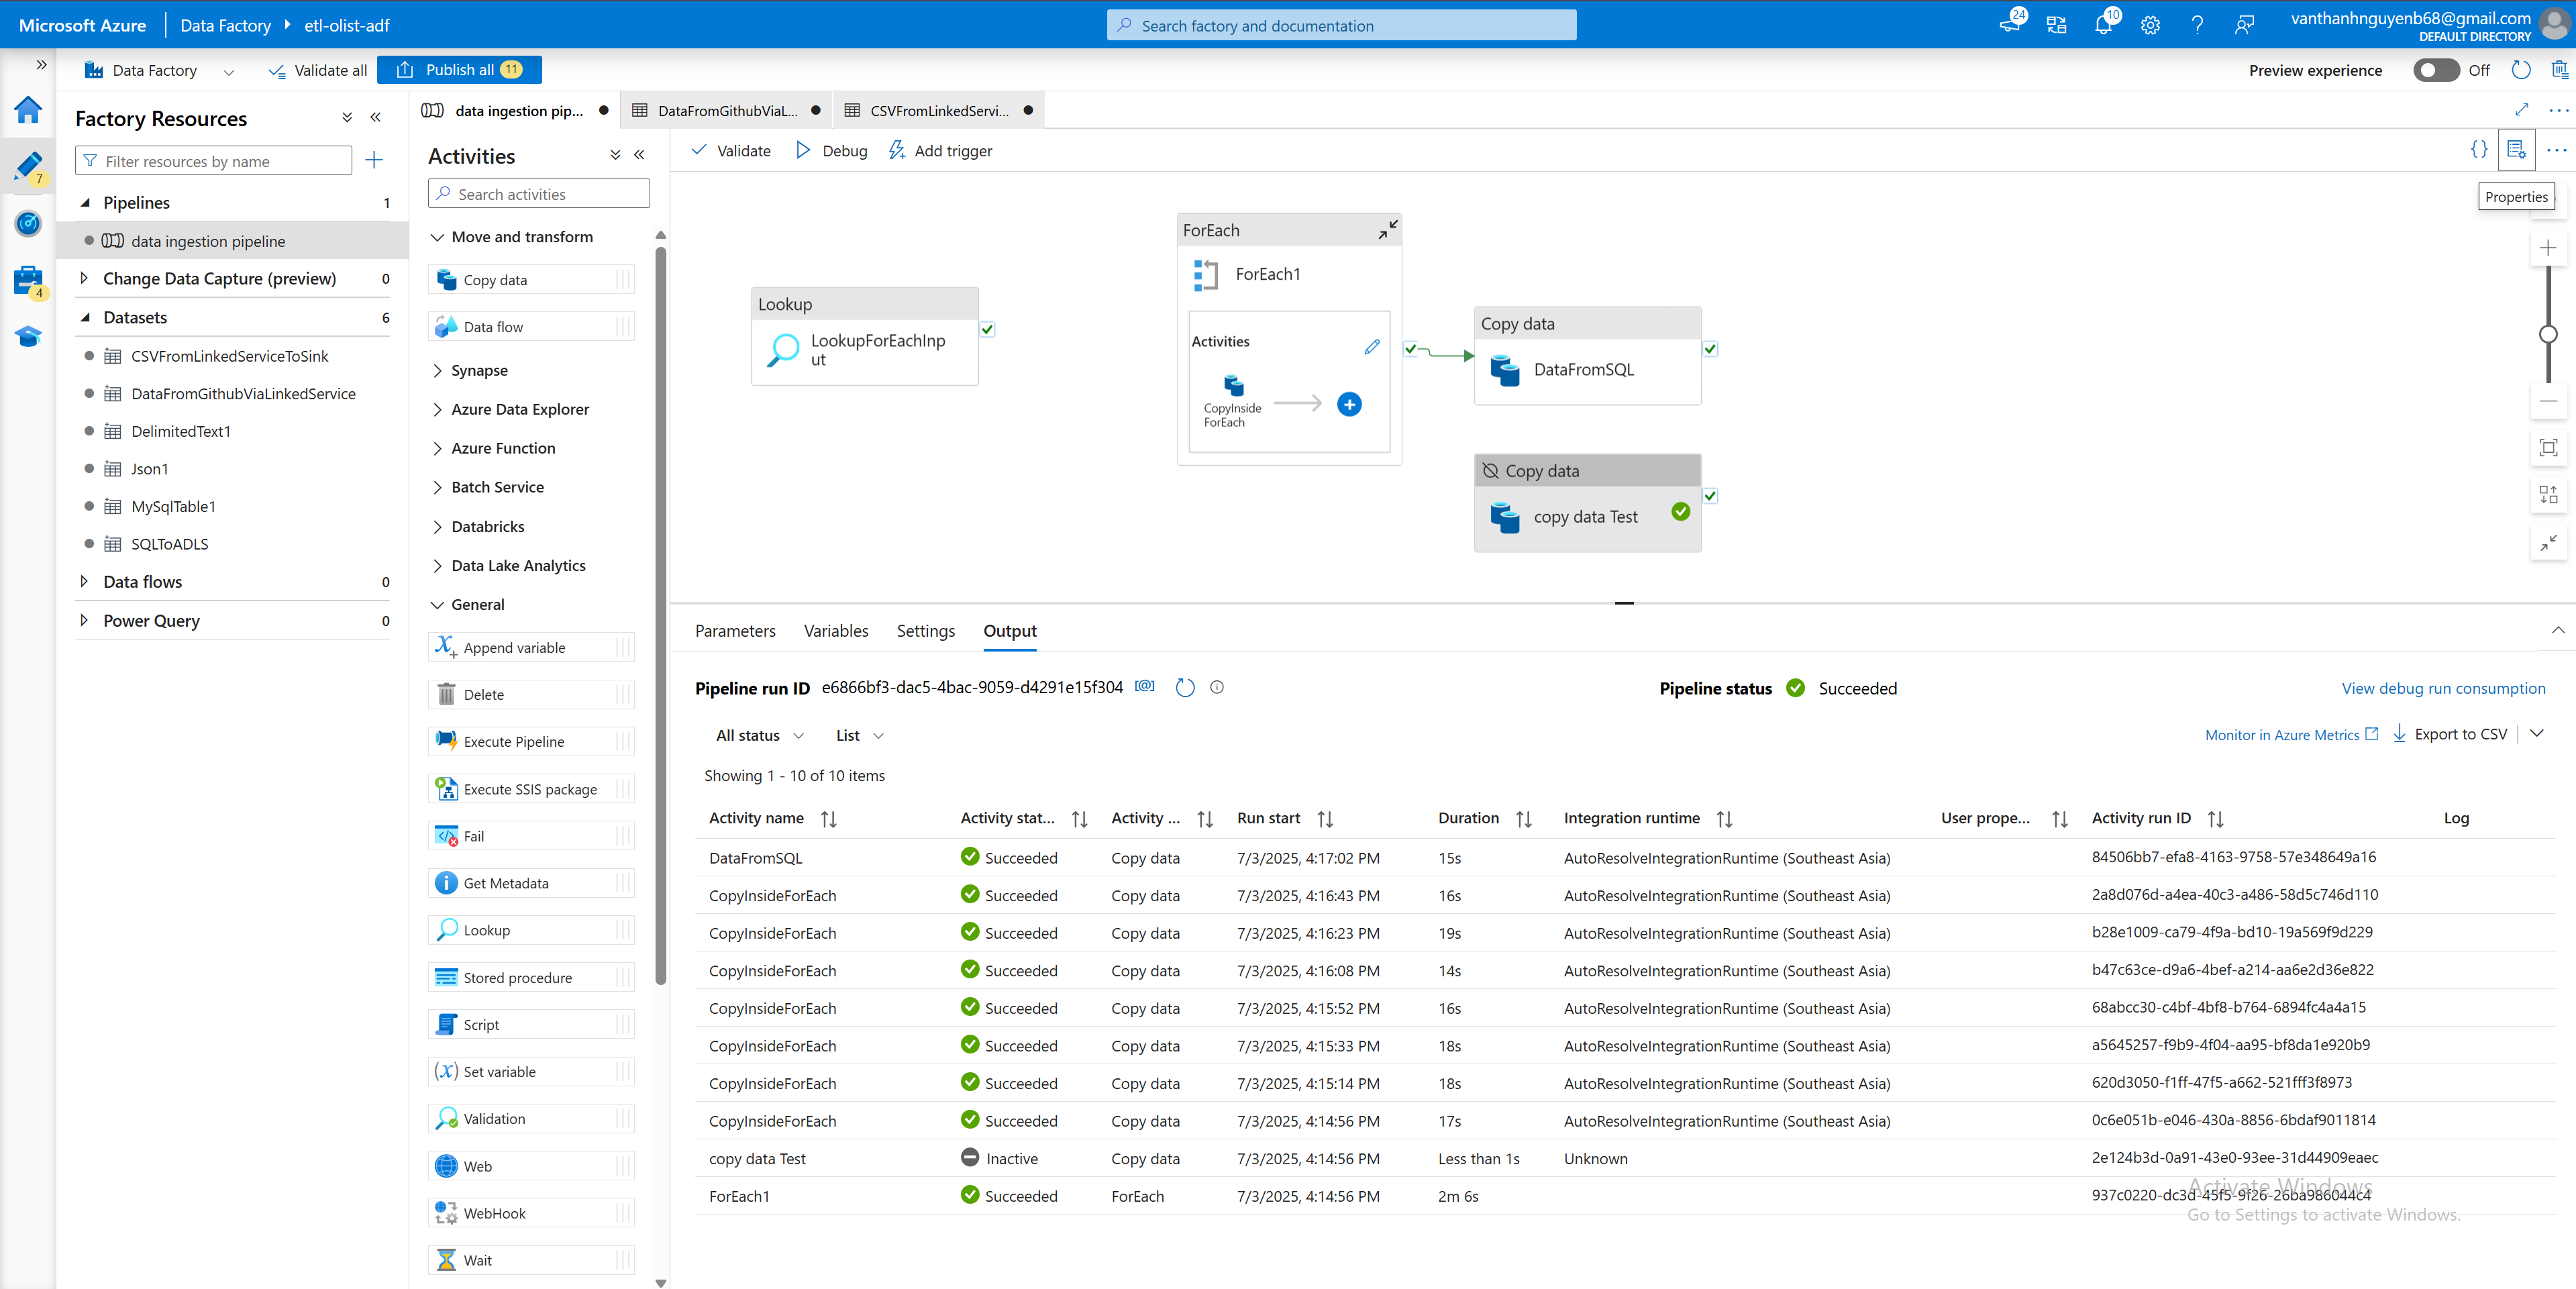 Microsoft Azure
Data Factory
etl-olist-adf
Search factory and documentation
24
10
vanthanhnguyenb68@gmail.com
DEFAULT DIRECTORY
Data Factory
Validate all
Publish all 11
Preview experience
Off
7
4
Factory Resources
Filter resources by name
Pipelines 1
data ingestion pipeline
Change Data Capture (preview) 0
Datasets 6
CSVFromLinkedServiceToSink
DataFromGithubViaLinkedService
DelimitedText1
Json1
MySqlTable1
SQLToADLS
Data flows 0
Power Query 0
data ingestion pip...
DataFromGithubViaL...
CSVFromLinkedServi...
Activities
Search activities
Move and transform
Copy data
Data flow
Synapse
Azure Data Explorer
Azure Function
Batch Service
Databricks
Data Lake Analytics
General
Append variable
Delete
Execute Pipeline
Execute SSIS package
Fail
Get Metadata
Lookup
Stored procedure
Script
Set variable
Validation
Web
WebHook
Wait
Validate
Debug
Add trigger
{}
Properties
Lookup
LookupForEachInp
ut
ForEach
ForEach1
Activities
CopyInside
ForEach
Copy data
DataFromSQL
Copy data
copy data Test
Parameters
Variables
Settings
Output
Pipeline run ID e6866bf3-dac5-4bac-9059-d4291e15f304
Pipeline status Succeeded
View debug run consumption
All status
List
Monitor in Azure Metrics
Export to CSV
Showing 1 - 10 of 10 items
Activity name Activity stat... Activity ... Run start Duration Integration runtime User prope... Activity run ID Log
DataFromSQL Succeeded Copy data 7/3/2025, 4:17:02 PM 15s AutoResolveIntegrationRuntime (Southeast Asia) 84506bb7-efa8-4163-9758-57e348649a16
CopyInsideForEach Succeeded Copy data 7/3/2025, 4:16:43 PM 16s AutoResolveIntegrationRuntime (Southeast Asia) 2a8d076d-a4ea-40c3-a486-58d5c746d110
CopyInsideForEach Succeeded Copy data 7/3/2025, 4:16:23 PM 19s AutoResolveIntegrationRuntime (Southeast Asia) b28e1009-ca79-4f9a-bd10-19a569f9d229
CopyInsideForEach Succeeded Copy data 7/3/2025, 4:16:08 PM 14s AutoResolveIntegrationRuntime (Southeast Asia) b47c63ce-d9a6-4bef-a214-aa6e2d36e822
CopyInsideForEach Succeeded Copy data 7/3/2025, 4:15:52 PM 16s AutoResolveIntegrationRuntime (Southeast Asia) 68abcc30-c4bf-4bf8-b764-6894fc4a4a15
CopyInsideForEach Succeeded Copy data 7/3/2025, 4:15:33 PM 18s AutoResolveIntegrationRuntime (Southeast Asia) a5645257-f9b9-4f04-aa95-bf8da1e920b9
CopyInsideForEach Succeeded Copy data 7/3/2025, 4:15:14 PM 18s AutoResolveIntegrationRuntime (Southeast Asia) 620d3050-f1ff-47f5-a662-521fff3f8973
CopyInsideForEach Succeeded Copy data 7/3/2025, 4:14:56 PM 17s AutoResolveIntegrationRuntime (Southeast Asia) 0c6e051b-e046-430a-8856-6bdaf9011814
copy data Test Inactive Copy data 7/3/2025, 4:14:56 PM Less than 1s Unknown 2e124b3d-0a91-43e0-93ee-31d44909eaec
ForEach1 Succeeded ForEach 7/3/2025, 4:14:56 PM 2m 6s 937c0220-dc3d-45f5-9f26-26ba986044c4
Activate Windows
Go to Settings to activate Windows.